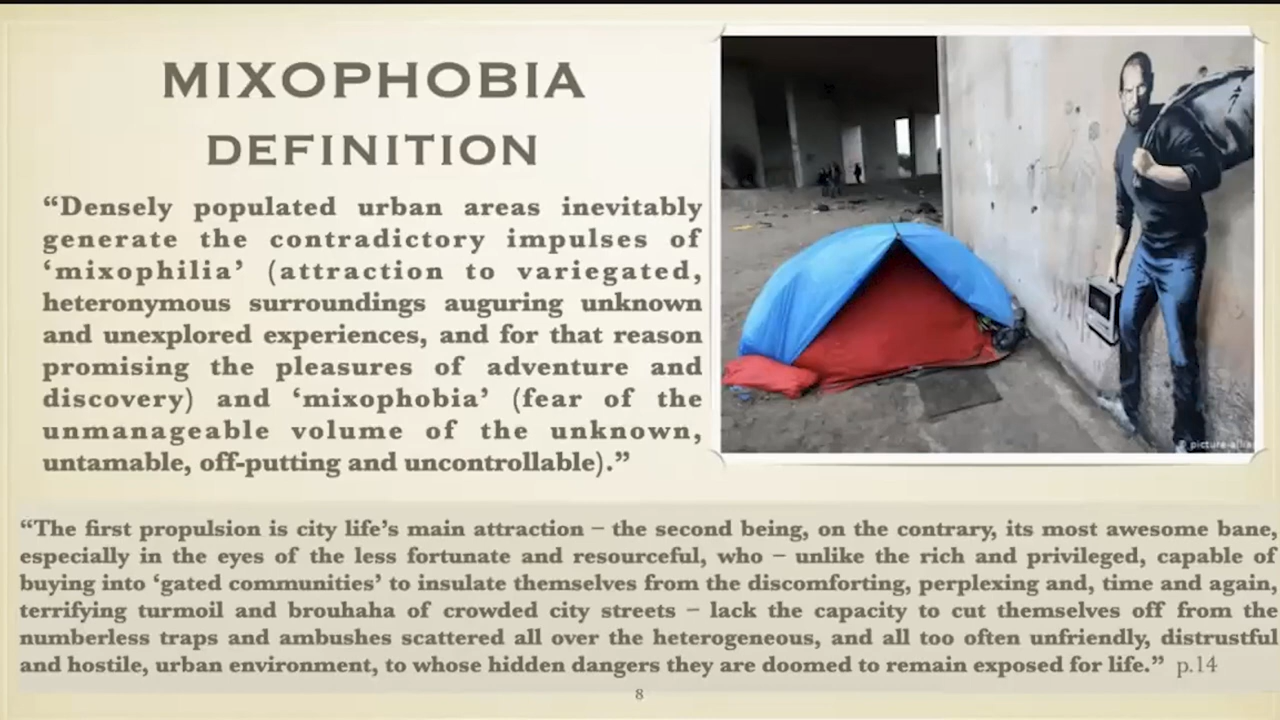 MIXOPHOBIA
DEFINITION
“Densely populated urban areas inevitably
generate the contradictory impulses of
‘mixophilia’ (attraction to variegated,
heteronymous surroundings auguring unknown
and unexplored experiences, and for that reason
promising the pleasures of adventure and
discovery) and ‘mixophobia’ (fear of the
unmanageable volume of the unknown,
untamable, off-putting and uncontrollable).”
“The first propulsion is city life’s main attraction – the second being, on the contrary, its most awesome bane,
especially in the eyes of the less fortunate and resourceful, who – unlike the rich and privileged, capable of
buying into ‘gated communities’ to insulate themselves from the discomforting, perplexing and, time and again,
terrifying turmoil and brouhaha of crowded city streets – lack the capacity to cut themselves off from the
numberless traps and ambushes scattered all over the heterogeneous, and all too often unfriendly, distrustful
and hostile, urban environment, to whose hidden dangers they are doomed to remain exposed for life.” p.14
8